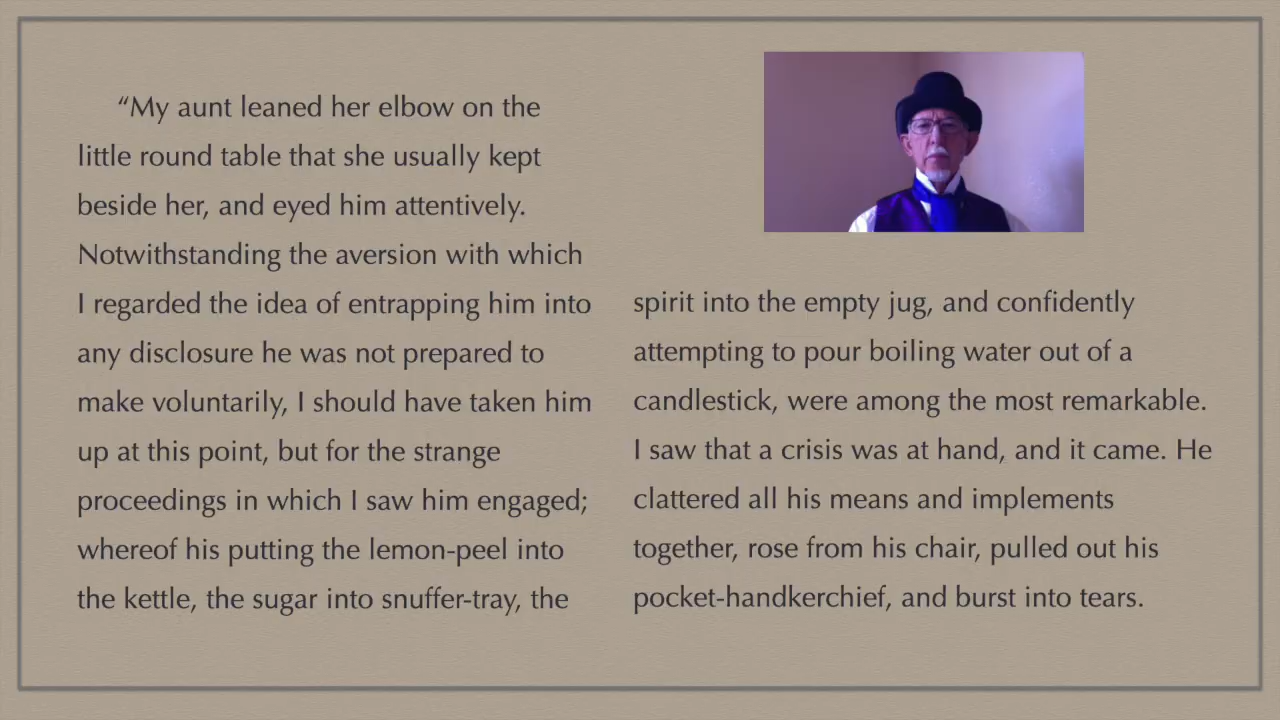 “My aunt leaned her elbow on the
little round table that she usually kept
beside her, and eyed him attentively.
Notwithstanding the aversion with which
I regarded the idea of entrapping him into
any disclosure he was not prepared to
make voluntarily, I should have taken him
up at this point, but for the strange
proceedings in which I saw him engaged;
whereof his putting the lemon-peel into
the kettle, the sugar into snuffer-tray, the
spirit into the empty jug, and confidently
attempting to pour boiling water out of a
candlestick, were among the most remarkable.
I saw that a crisis was at hand, and it came. He
clattered all his means and implements
together, rose from his chair, pulled out his
pocket-handkerchief, and burst into tears.